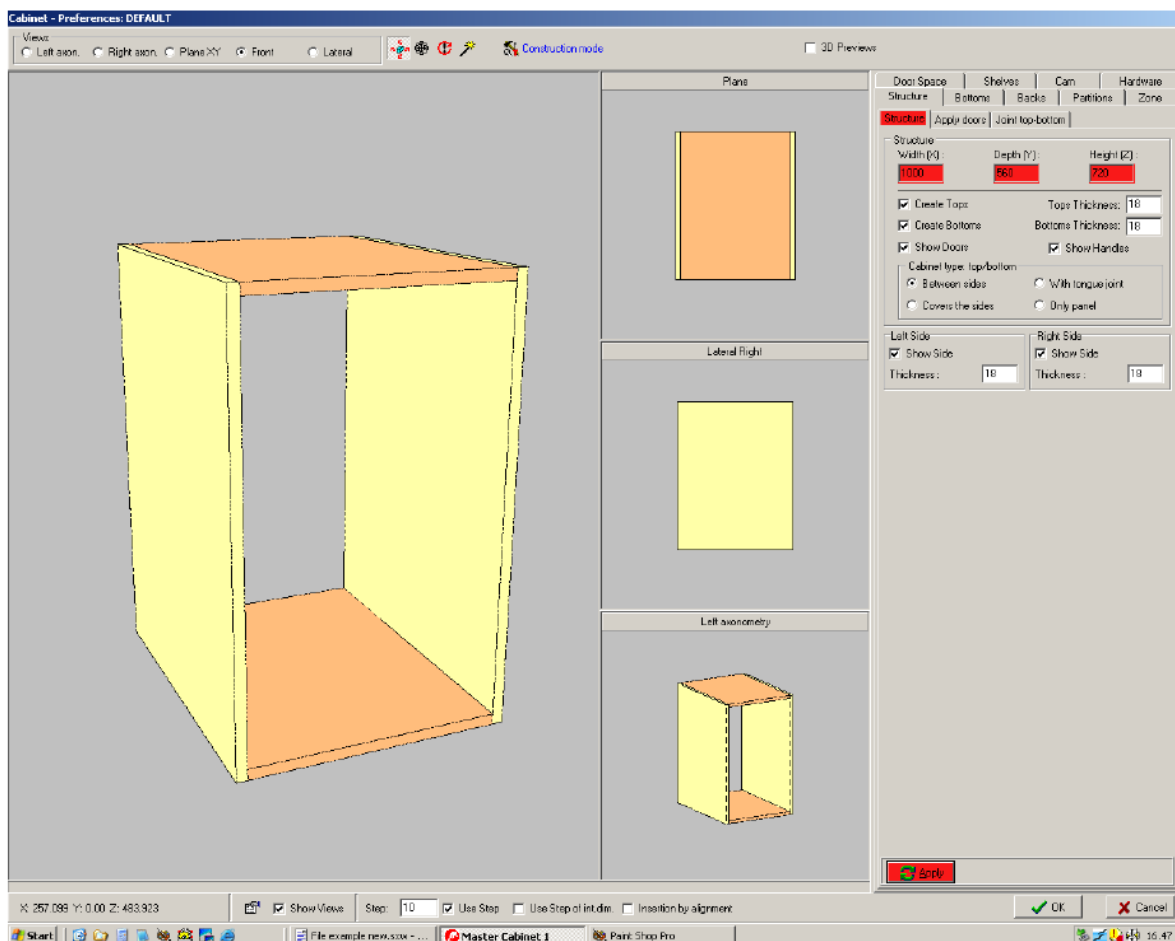 Cabinet - Preferences: DEFAULT
Views
Left axon. Right axon. Plane XY Front Lateral Construction mode 3D Previews
Plane
Door Space Shelves Cam Hardware
Structure Bottoms Backs Partitions Zone
Structure Apply doors Joint top-bottom
Structure
Width (X) : Depth (Y) : Height (Z) :
1000 560 720
Create Tops Tops Thickness: 18
Create Bottoms Bottoms Thickness: 18
Show Doors Show Handles
Cabinet type: top/bottom
Between sides With tongue joint
Covers the sides Only panel
Left Side Right Side
Show Side Show Side
Thickness : 18 Thickness : 18
Lateral Right
Left axonometry
Apply
X: 257.099 Y: 0.00 Z: 483.923 Show Views Step: 10 Use Step Use Step of int.dim. Insertion by alignment OK Cancel
Start File example new.sxw - ... Master Cabinet 1 Paint Shop Pro 16.47